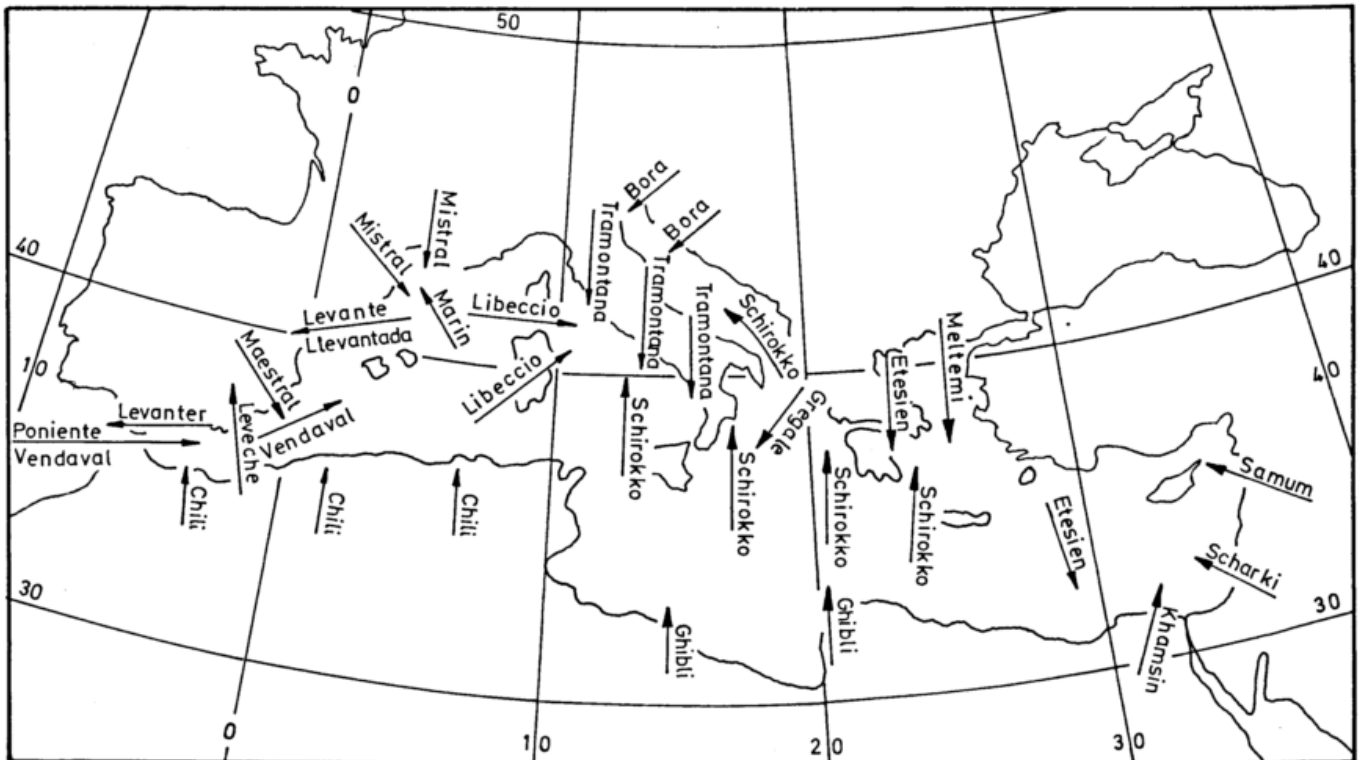 50
0
Bora
Bora
Mistral
Mistral
Tramontana
Tramontana
Tramontana
40
40
Levante
Llevantada
Marin
Libeccio
Libeccio
Schirokko
Meltemi
Etesien
Maestral
10
40
Levanter
Poniente
Vendaval
Leveche
Vendaval
Schirokko
Gregale
Schirokko
Schirokko
Schirokko
Samum
Chili
Chili
Chili
Etesien
Scharki
30
30
Ghibli
Ghibli
Khamsin
0
10
20
30